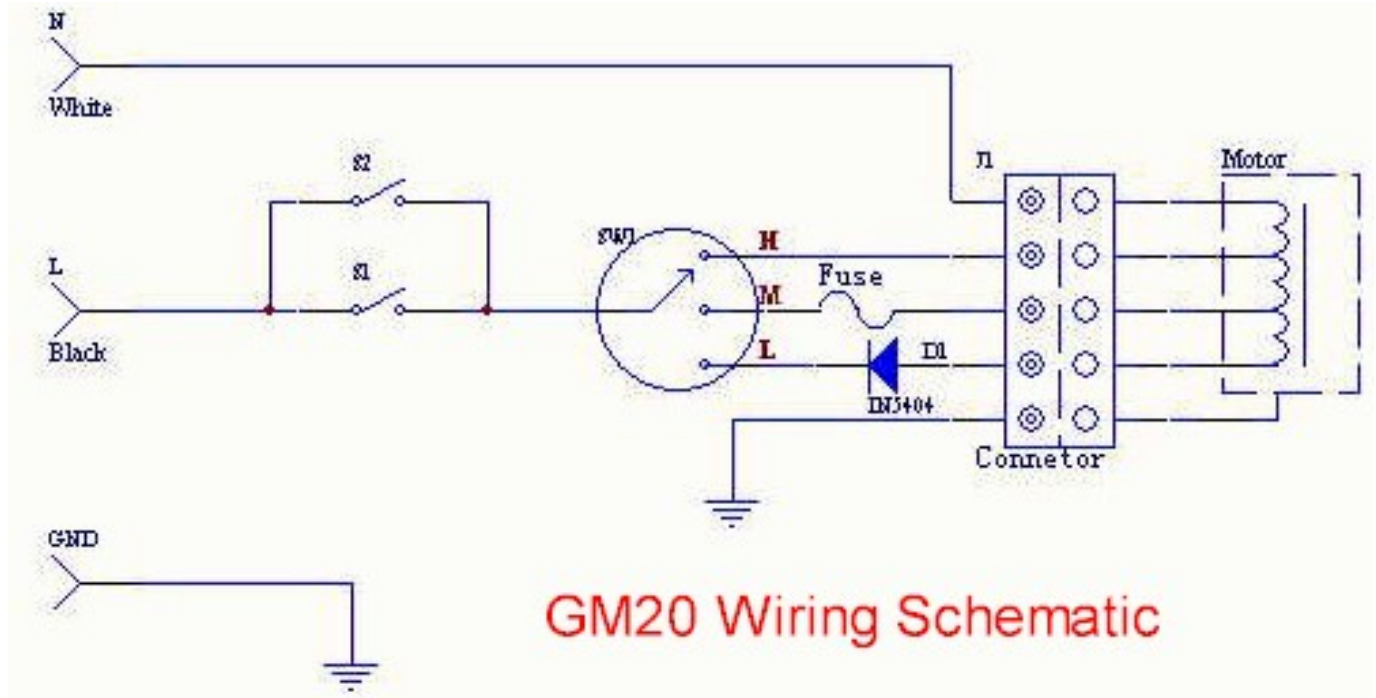 N
White
S2
J1
Motor
SW1
H
L
S1
Fuse
M
Black
L
D1
IN5404
Connetor
GND
GM20 Wiring Schematic